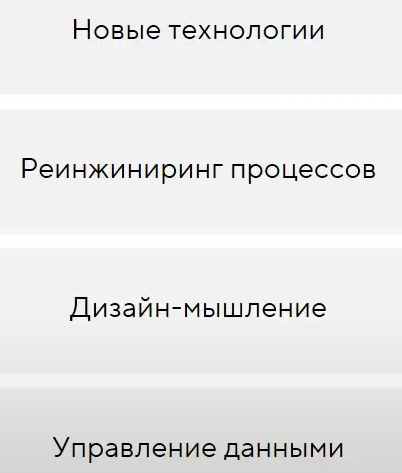 Новые технологии
Реинжиниринг процессов
Дизайн-мышление
Управление данными